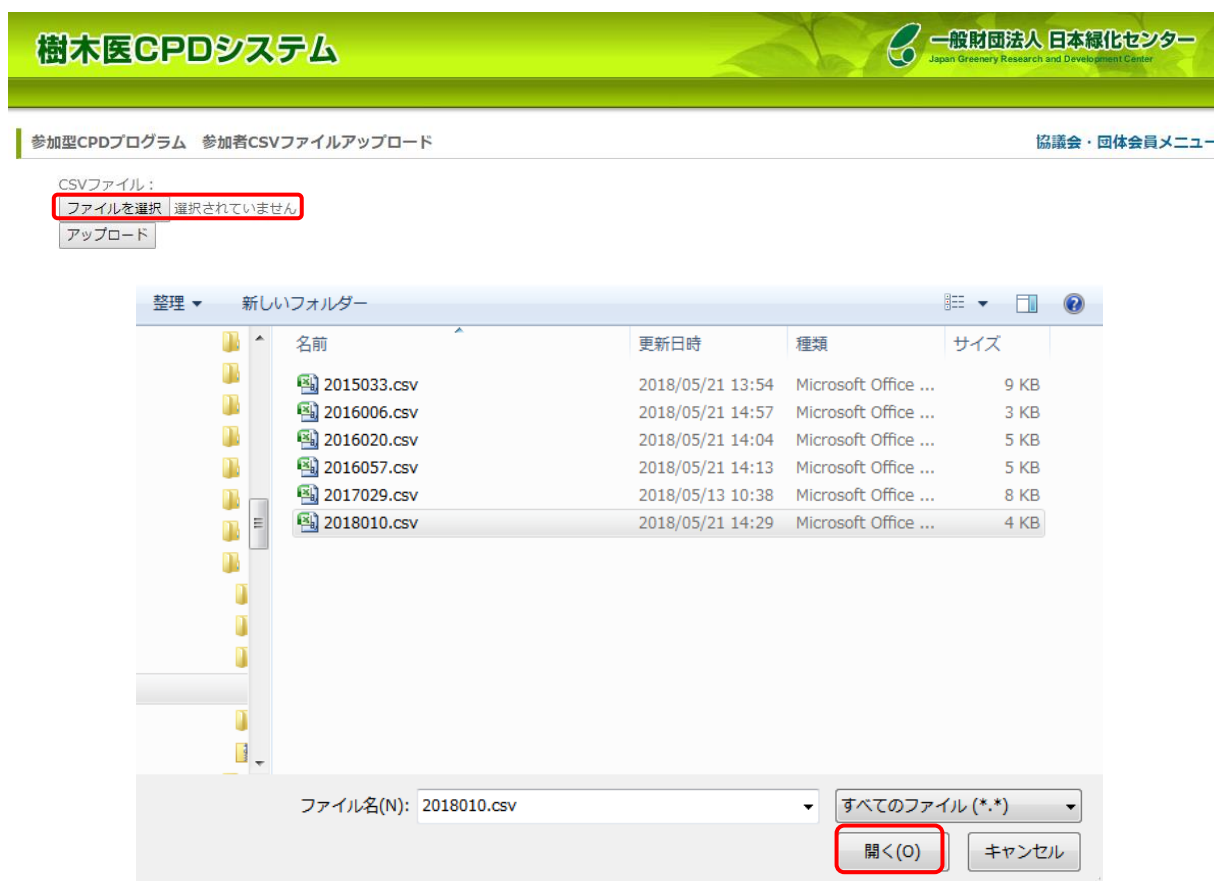 樹木医CPDシステム
一般財団法人 日本緑化センター
Japan Greenery Research and Development Center
参加型CPDプログラム 参加者CSVファイルアップロード
協議会・団体会員メニュー
CSVファイル：
ファイルを選択 選択されていません
アップロード
整理 新しいフォルダー
名前 更新日時 種類 サイズ
2015033.csv 2018/05/21 13:54 Microsoft Office ... 9 KB
2016006.csv 2018/05/21 14:57 Microsoft Office ... 3 KB
2016020.csv 2018/05/21 14:04 Microsoft Office ... 5 KB
2016057.csv 2018/05/21 14:13 Microsoft Office ... 5 KB
2017029.csv 2018/05/13 10:38 Microsoft Office ... 8 KB
2018010.csv 2018/05/21 14:29 Microsoft Office ... 4 KB
ファイル名(N): 2018010.csv すべてのファイル (*.*)
開く(O) キャンセル